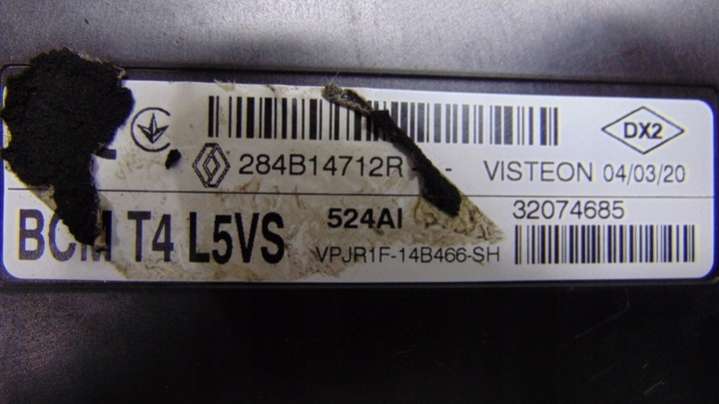 DX2
284B14712R - - VISTEON 04/03/20
BCM T4 L5VS 524AI 32074685
VPJR1F-14B466-SH